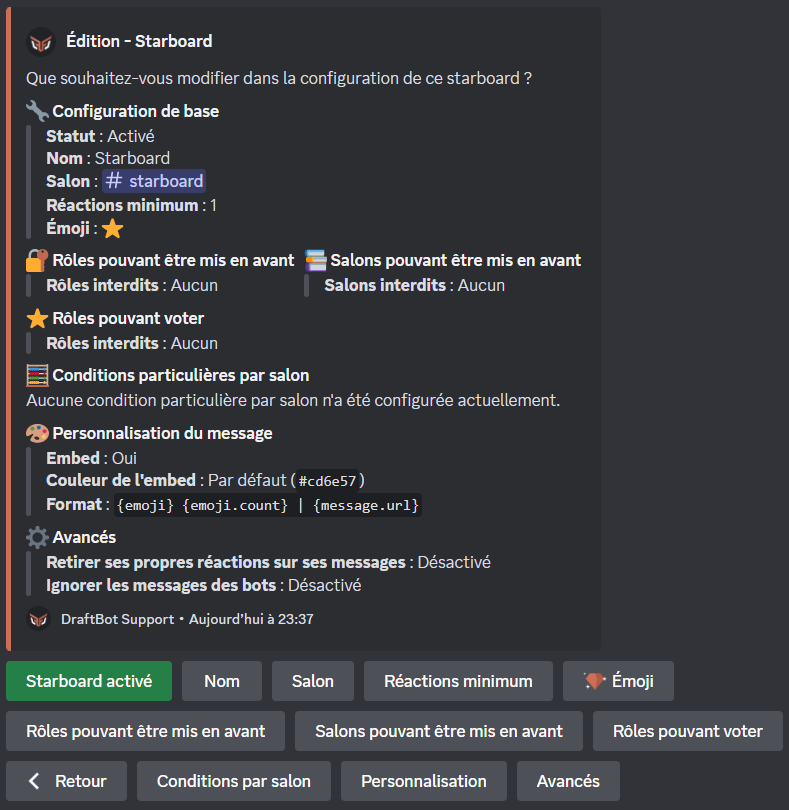 Édition - Starboard
Que souhaitez-vous modifier dans la configuration de ce starboard ?
Configuration de base
Statut : Activé
Nom : Starboard
Salon : # starboard
Réactions minimum : 1
Émoji : ⭐
Rôles pouvant être mis en avant
Rôles interdits : Aucun
Salons pouvant être mis en avant
Salons interdits : Aucun
Rôles pouvant voter
Rôles interdits : Aucun
Conditions particulières par salon
Aucune condition particulière par salon n'a été configurée actuellement.
Personnalisation du message
Embed : Oui
Couleur de l'embed : Par défaut (#cd6e57)
Format : {emoji} {emoji.count} | {message.url}
Avancés
Retirer ses propres réactions sur ses messages : Désactivé
Ignorer les messages des bots : Désactivé
DraftBot Support • Aujourd'hui à 23:37
Starboard activé
Nom
Salon
Réactions minimum
Émoji
Rôles pouvant être mis en avant
Salons pouvant être mis en avant
Rôles pouvant voter
Retour
Conditions par salon
Personnalisation
Avancés